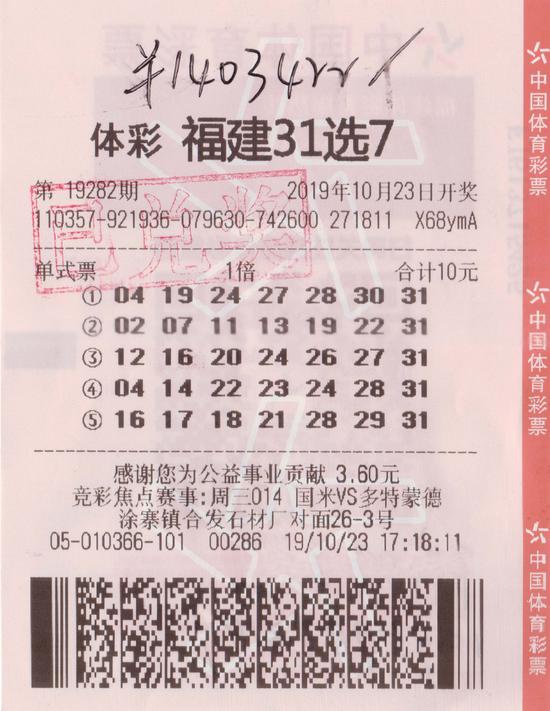 ¥1403422
体彩 福建31选7
第 19282期 2019年10月23日开奖
110357-921936-079630-742600 271811 X68ymA
已兑奖
单式票 1倍 合计10元
① 04 19 24 27 28 30 31
② 02 07 11 13 19 22 31
③ 12 16 20 24 26 27 31
④ 04 14 22 23 24 28 31
⑤ 16 17 18 21 28 29 31
感谢您为公益事业贡献 3.60元
竞彩焦点赛事:周三014 国米VS多特蒙德
涂寨镇合发石材厂对面26-3号
05-010366-101 00286 19/10/23 17:18:11
中国体育彩票
中国体育彩票
中国体育彩票